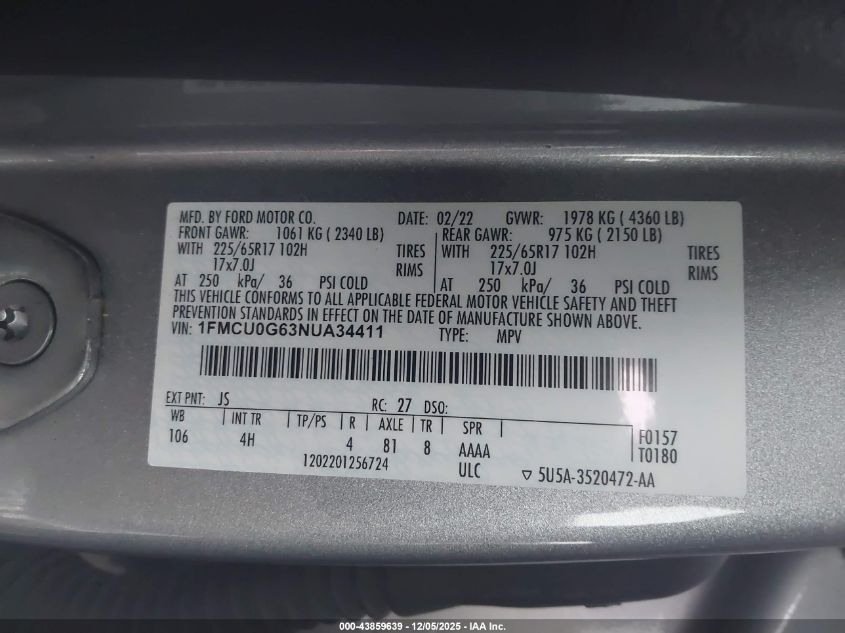 MFD. BY FORD MOTOR CO. DATE: 02/22 GVWR: 1978 KG ( 4360 LB)
FRONT GAWR: 1061 KG ( 2340 LB) REAR GAWR: 975 KG ( 2150 LB)
WITH 225/65R17 102H TIRES WITH 225/65R17 102H TIRES
17x7.0J RIMS 17x7.0J RIMS
AT 250 kPa/ 36 PSI COLD AT 250 kPa/ 36 PSI COLD
THIS VEHICLE CONFORMS TO ALL APPLICABLE FEDERAL MOTOR VEHICLE SAFETY AND THEFT
PREVENTION STANDARDS IN EFFECT ON THE DATE OF MANUFACTURE SHOWN ABOVE.
VIN: 1FMCU0G63NUA34411 TYPE: MPV
EXT PNT: JS RC: 27 DSO:
WB INT TR TP/PS R AXLE TR SPR F0157
106 4H 4 81 8 AAAA T0180
1202201256724 ULC 5U5A-3520472-AA
000-43859639 - 12/05/2025 - IAA Inc.